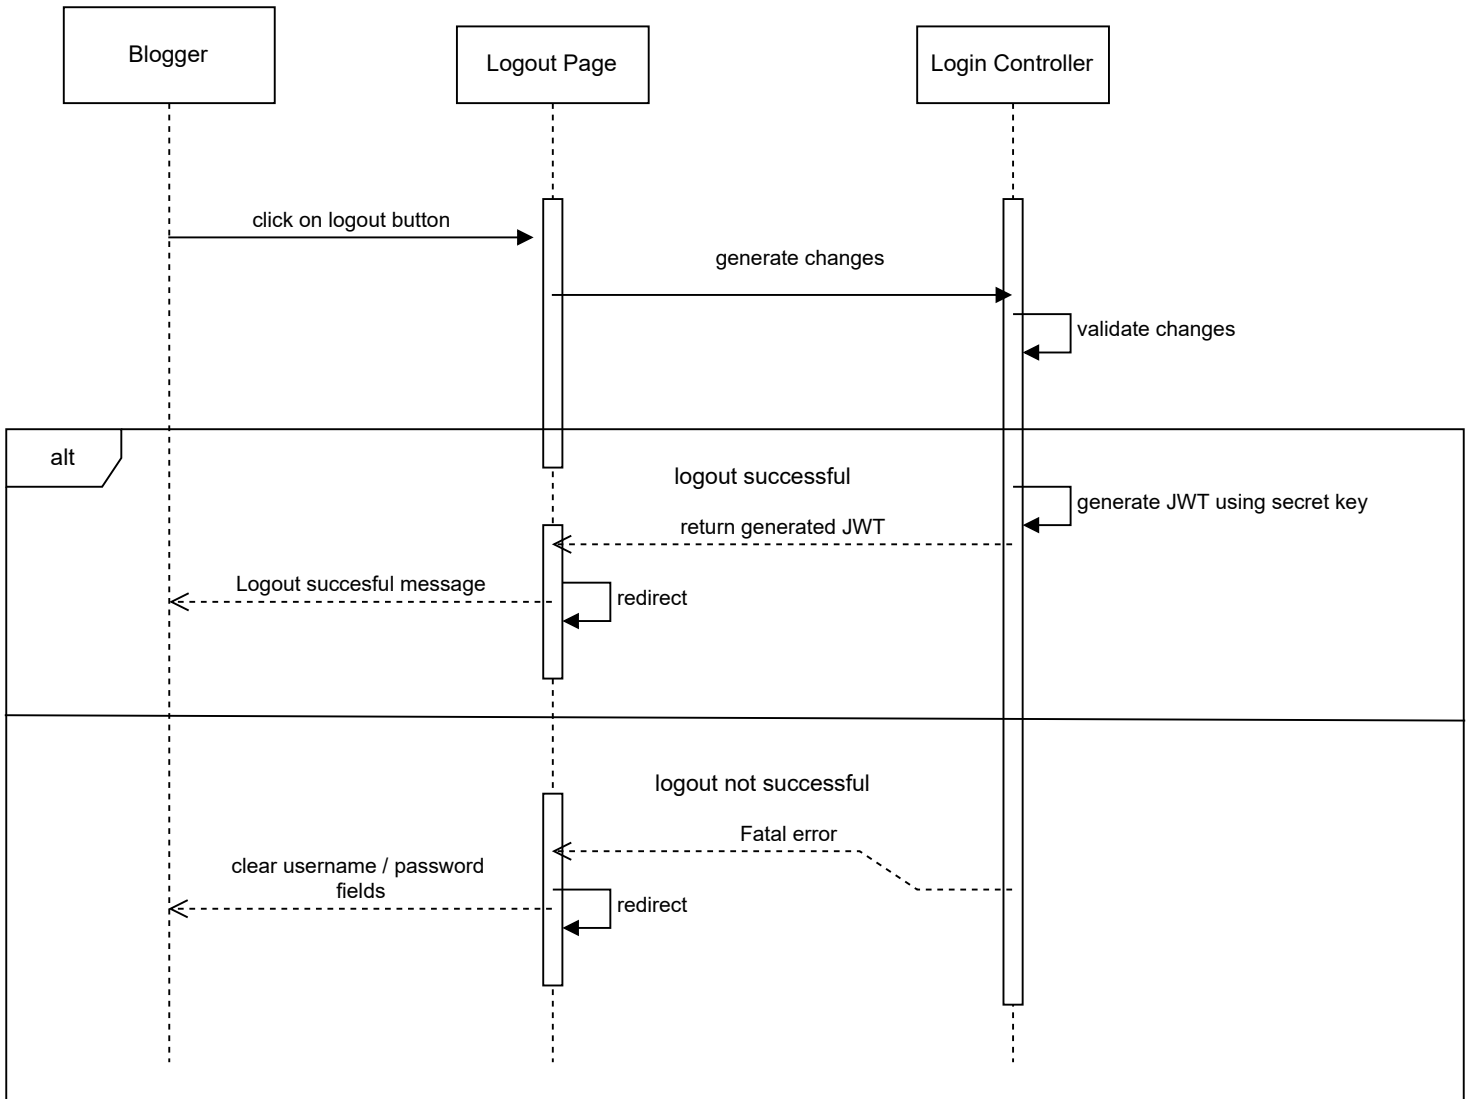 Blogger
Logout Page
Login Controller
click on logout button
generate changes
validate changes
alt
logout successful
generate JWT using secret key
return generated JWT
Logout succesful message
redirect
logout not successful
Fatal error
clear username / password
fields
redirect